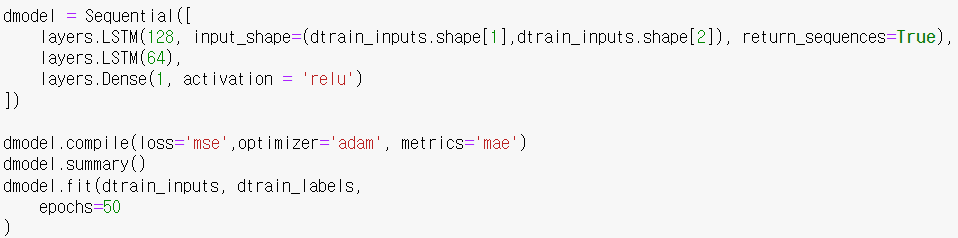 dmodel = Sequential([
    layers.LSTM(128, input_shape=(dtrain_inputs.shape[1],dtrain_inputs.shape[2]), return_sequences=True),
    layers.LSTM(64),
    layers.Dense(1, activation = 'relu')
])

dmodel.compile(loss='mse',optimizer='adam', metrics='mae')
dmodel.summary()
dmodel.fit(dtrain_inputs, dtrain_labels,
    epochs=50
)